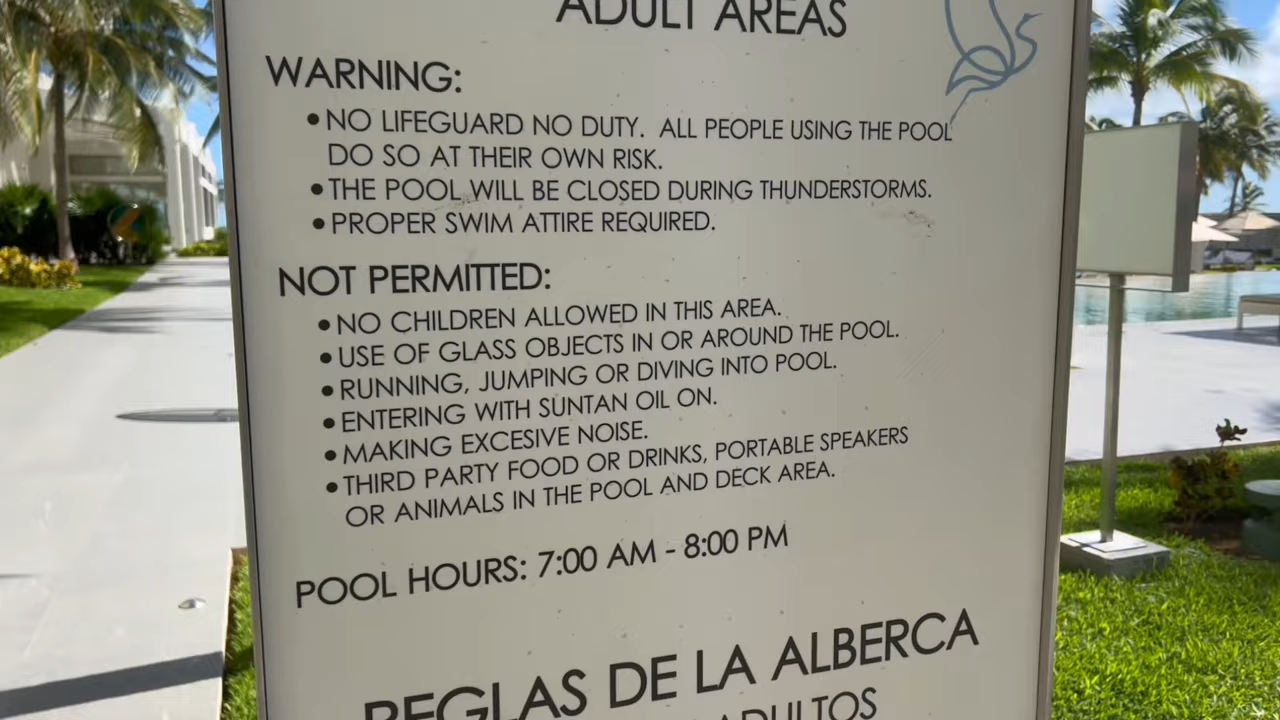 ADULT AREAS
WARNING:
• NO LIFEGUARD NO DUTY. ALL PEOPLE USING THE POOL
DO SO AT THEIR OWN RISK.
• THE POOL WILL BE CLOSED DURING THUNDERSTORMS.
• PROPER SWIM ATTIRE REQUIRED.
NOT PERMITTED:
• NO CHILDREN ALLOWED IN THIS AREA.
• USE OF GLASS OBJECTS IN OR AROUND THE POOL.
• RUNNING, JUMPING OR DIVING INTO POOL.
• ENTERING WITH SUNTAN OIL ON.
• MAKING EXCESIVE NOISE.
• THIRD PARTY FOOD OR DRINKS, PORTABLE SPEAKERS
OR ANIMALS IN THE POOL AND DECK AREA.
POOL HOURS: 7:00 AM - 8:00 PM
REGLAS DE LA ALBERCA
ADULTOS